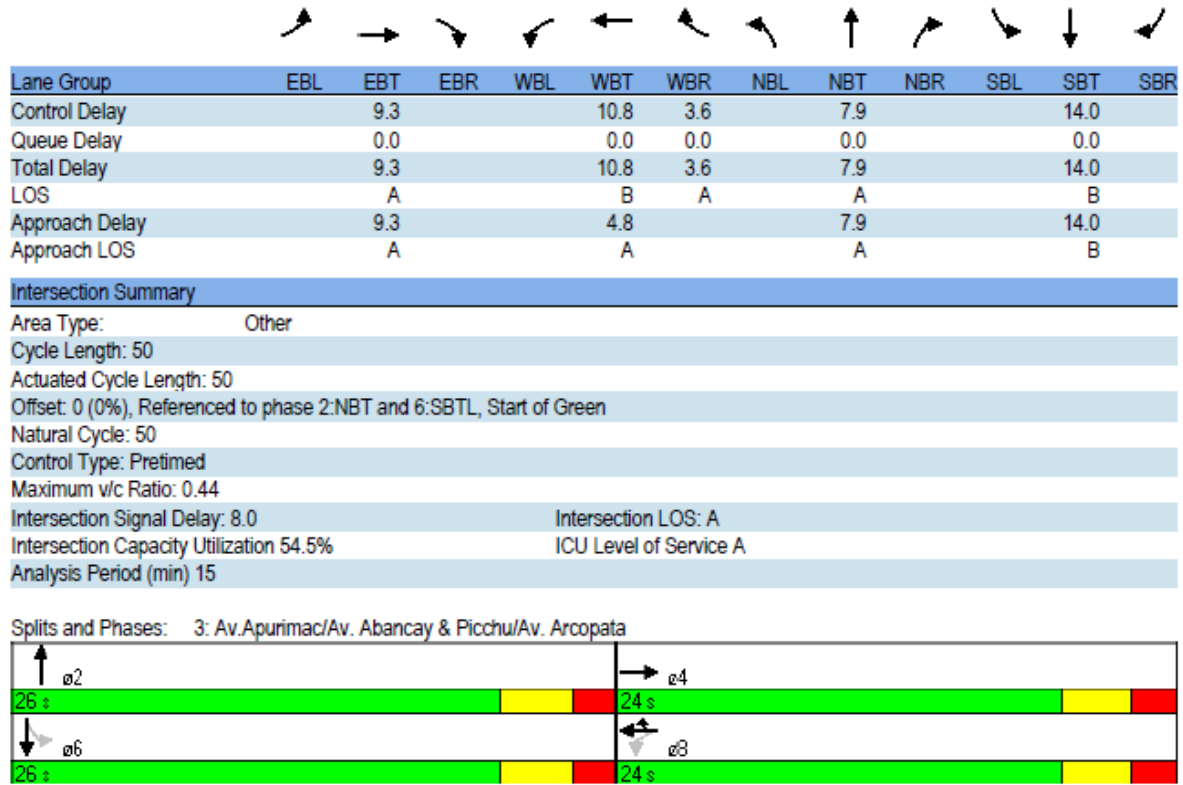 Lane Group EBL EBT EBR WBL WBT WBR NBL NBT NBR SBL SBT SBR
Control Delay 9.3 10.8 3.6 7.9 14.0
Queue Delay 0.0 0.0 0.0 0.0 0.0
Total Delay 9.3 10.8 3.6 7.9 14.0
LOS A B A A B
Approach Delay 9.3 4.8 7.9 14.0
Approach LOS A A A B
Intersection Summary
Area Type: Other
Cycle Length: 50
Actuated Cycle Length: 50
Offset: 0 (0%), Referenced to phase 2:NBT and 6:SBTL, Start of Green
Natural Cycle: 50
Control Type: Pretimed
Maximum v/c Ratio: 0.44
Intersection Signal Delay: 8.0 Intersection LOS: A
Intersection Capacity Utilization 54.5% ICU Level of Service A
Analysis Period (min) 15
Splits and Phases: 3: Av.Apurimac/Av. Abancay & Picchu/Av. Arcopata
ø2 ø4
26 s 24 s
ø6 ø8
26 s 24 s